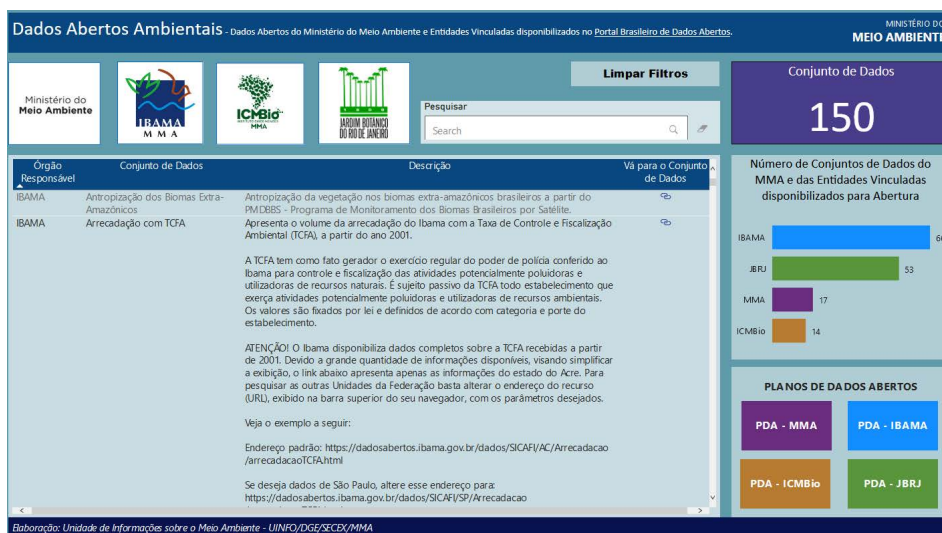 Dados Abertos Ambientais - Dados Abertos do Ministério do Meio Ambiente e Entidades Vinculadas disponibilizados no Portal Brasileiro de Dados Abertos.
MINISTÉRIO DO
MEIO AMBIENTE
Ministério do
Meio Ambiente
IBAMA
M M A
ICMBio
MMA
JARDIM BOTÂNICO
DO RIO DE JANEIRO
Limpar Filtros
Pesquisar
Search
Conjunto de Dados
150
Órgão
Responsável
Conjunto de Dados
Descrição
Vá para o Conjunto
de Dados
IBAMA
Antropização dos Biomas Extra-
Amazônicos
Antropização da vegetação nos biomas extra-amazônicos brasileiros a partir do
PMDBBS - Programa de Monitoramento dos Biomas Brasileiros por Satélite.
IBAMA
Arrecadação com TCFA
Apresenta o volume da arrecadação do Ibama com a Taxa de Controle e Fiscalização
Ambiental (TCFA), a partir do ano 2001.
A TCFA tem como fato gerador o exercício regular do poder de polícia conferido ao
Ibama para controle e fiscalização das atividades potencialmente poluidoras e
utilizadoras de recursos naturais. É sujeito passivo da TCFA todo estabelecimento que
exerça atividades potencialmente poluidoras e utilizadoras de recursos ambientais.
Os valores são fixados por lei e definidos de acordo com categoria e porte do
estabelecimento.
ATENÇÃO! O Ibama disponibiliza dados completos sobre a TCFA recebidas a partir
de 2001. Devido a grande quantidade de informações disponíveis, visando simplificar
a exibição, o link abaixo apresenta apenas as informações do estado do Acre. Para
pesquisar as outras Unidades da Federação basta alterar o endereço do recurso
(URL), exibido na barra superior do seu navegador, com os parâmetros desejados.
Veja o exemplo a seguir:
Endereço padrão: https://dadosabertos.ibama.gov.br/dados/SICAFI/AC/Arrecadacao
/arrecadacaoTCFA.html
Se deseja dados de São Paulo, altere esse endereço para:
https://dadosabertos.ibama.gov.br/dados/SICAFI/SP/Arrecadacao
Número de Conjuntos de Dados do
MMA e das Entidades Vinculadas
disponibilizados para Abertura
IBAMA
JBRJ
53
MMA
17
ICMBio
14
PLANOS DE DADOS ABERTOS
PDA - MMA
PDA - IBAMA
PDA - ICMBio
PDA - JBRJ
Elaboração: Unidade de Informações sobre o Meio Ambiente - UINFO/DGE/SECEX/MMA